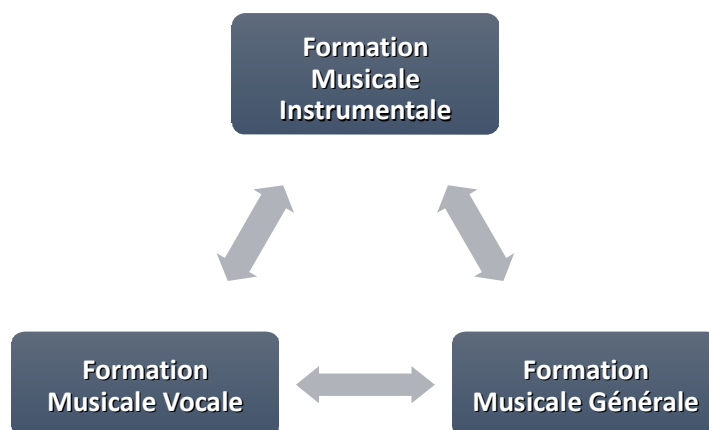 Formation
Musicale
Instrumentale
Formation
Musicale Vocale
Formation
Musicale Générale